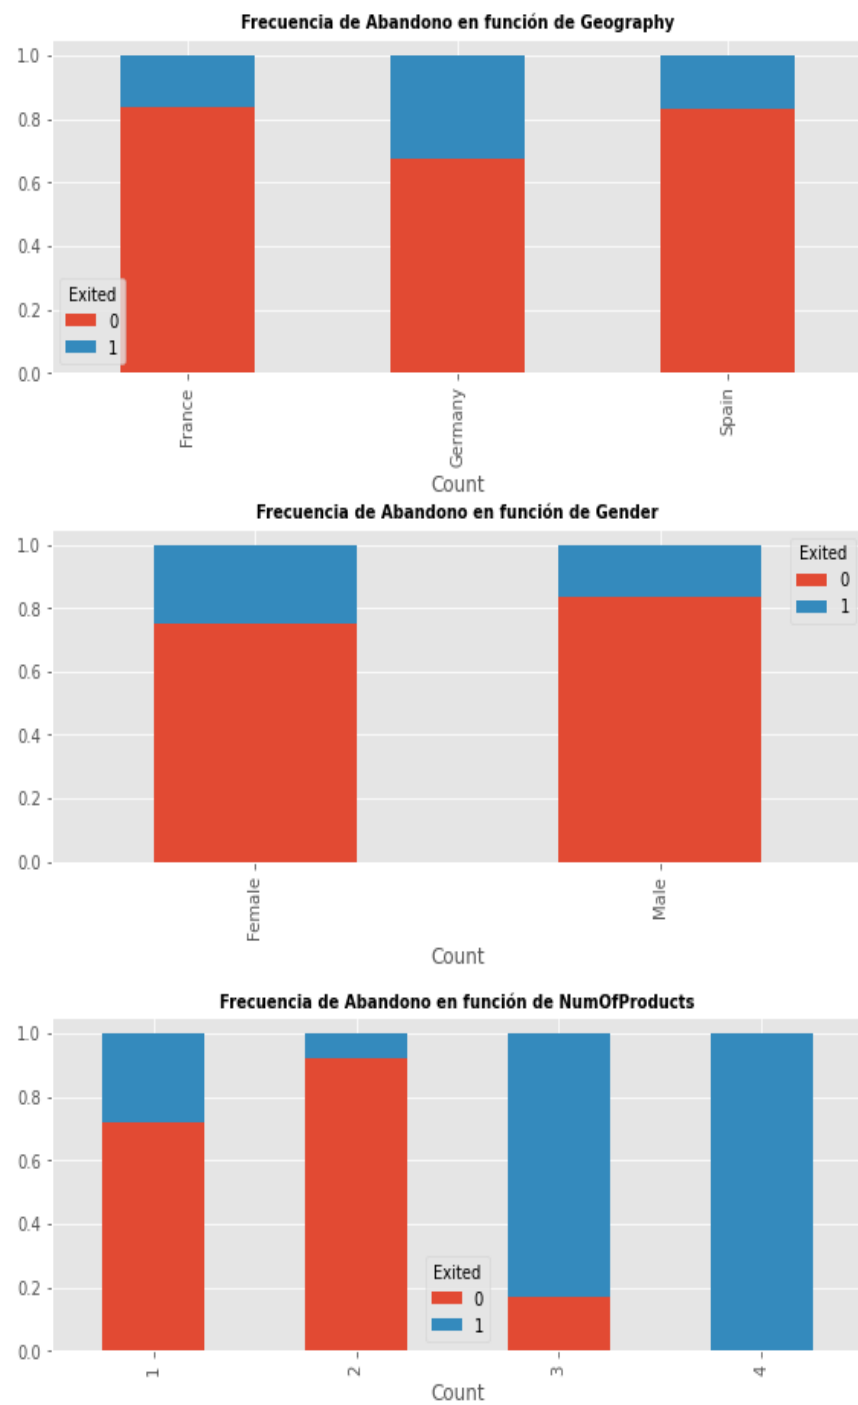 Frecuencia de Abandono en función de Geography
1.0
0.8
0.6
0.4
0.2
0.0
Exited
0
1
France
Germany
Spain
Count
Frecuencia de Abandono en función de Gender
1.0
0.8
0.6
0.4
0.2
0.0
Exited
0
1
Female
Male
Count
Frecuencia de Abandono en función de NumOfProducts
1.0
0.8
0.6
0.4
0.2
0.0
Exited
0
1
1
2
3
4
Count